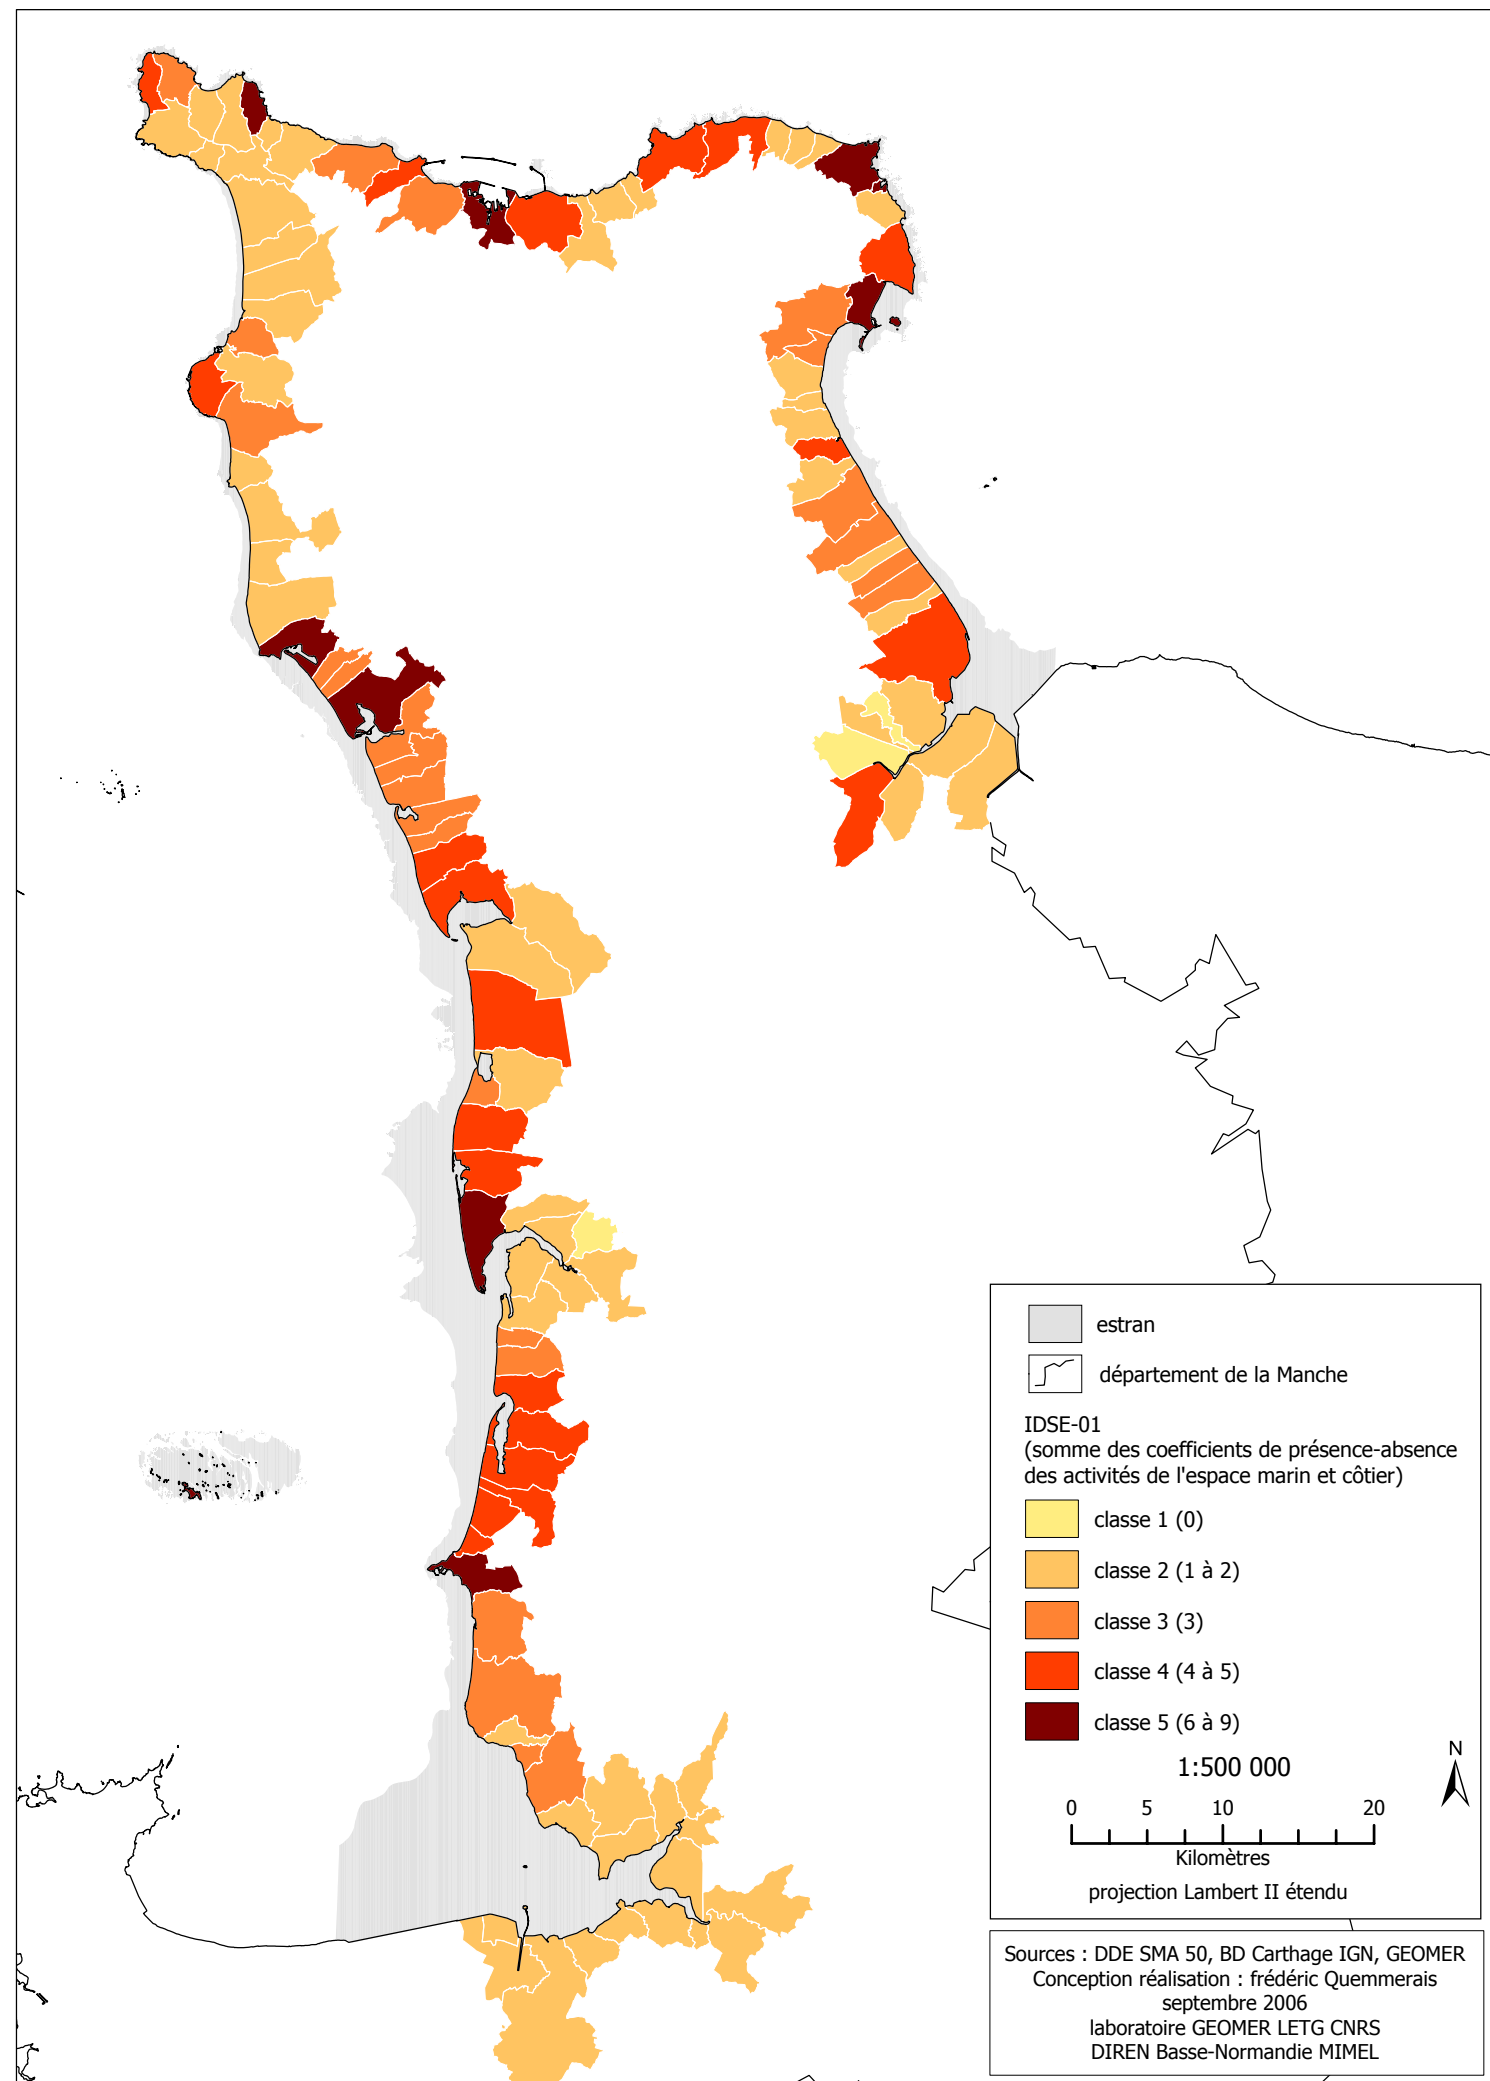 estran
département de la Manche
IDSE-01
(somme des coefficients de présence-absence
des activités de l'espace marin et côtier)
classe 1 (0)
classe 2 (1 à 2)
classe 3 (3)
classe 4 (4 à 5)
classe 5 (6 à 9)
N
1:500 000
0 5 10 20
Kilomètres
projection Lambert II étendu
Sources : DDE SMA 50, BD Carthage IGN, GEOMER
Conception réalisation : frédéric Quemmerais
septembre 2006
laboratoire GEOMER LETG CNRS
DIREN Basse-Normandie MIMEL